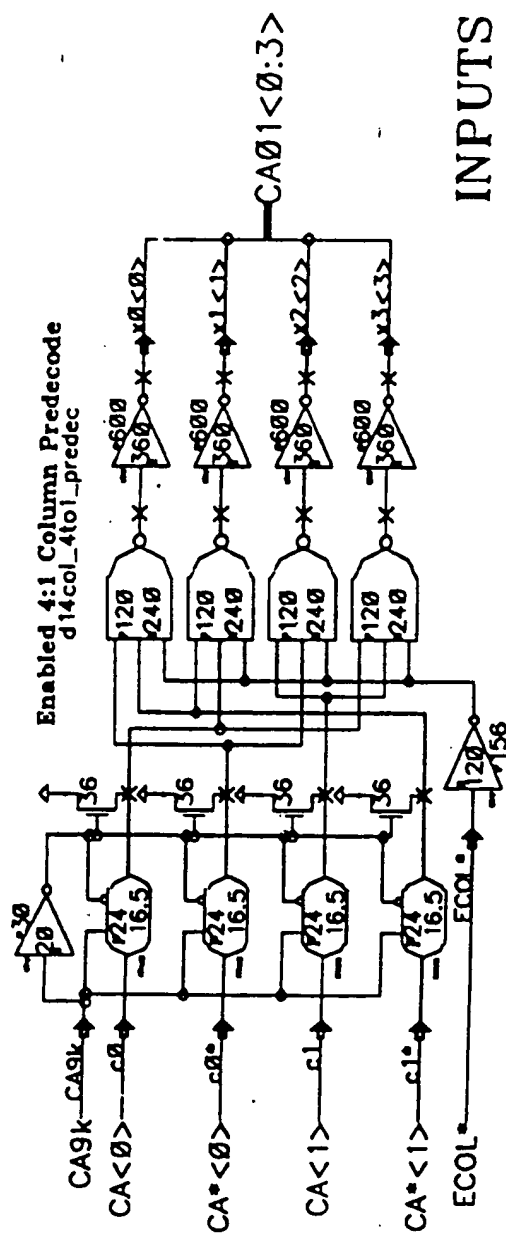 Enabled 4:1 Column Predecode
d14col_4to1_predec
CA9k
CA9k
CA<0>
c0
CA*<0>
c0*
CA<1>
c1
CA*<1>
c1*
ECOL*
ECOL*
30
20
24
16.5
24
16.5
24
16.5
24
16.5
36
36
36
36
120
156
120
240
120
240
120
240
120
240
600
360
600
360
600
360
600
360
x0<0>
x1<1>
x2<2>
x3<3>
CA01<0:3>
INPUTS